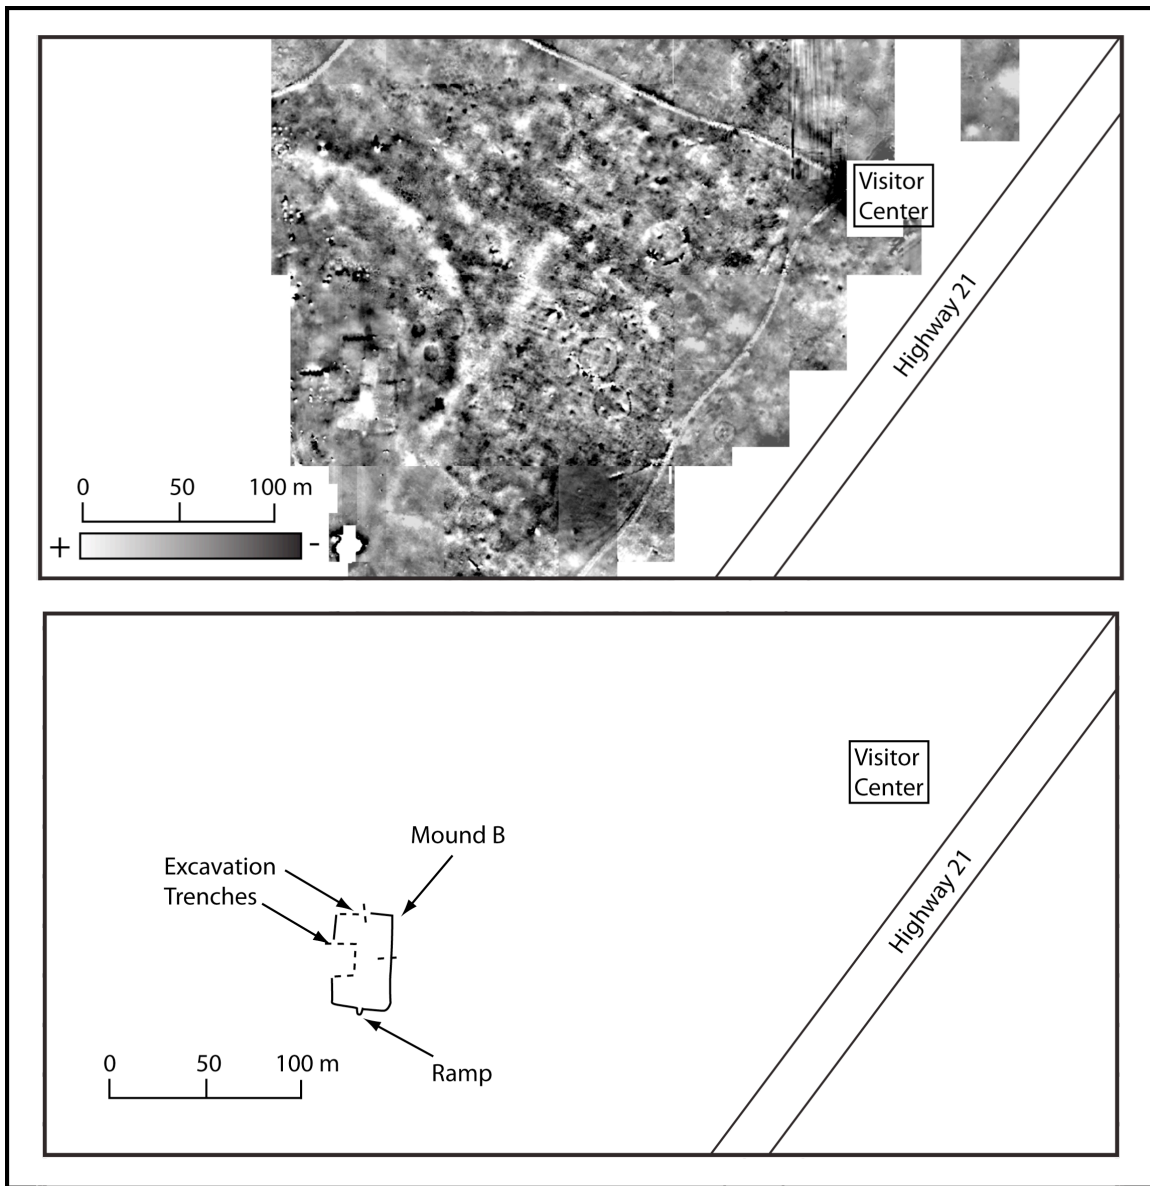 Visitor
Center
Highway 21
0 50 100 m
+ -
Visitor
Center
Mound B
Excavation
Trenches
Highway 21
0 50 100 m
Ramp